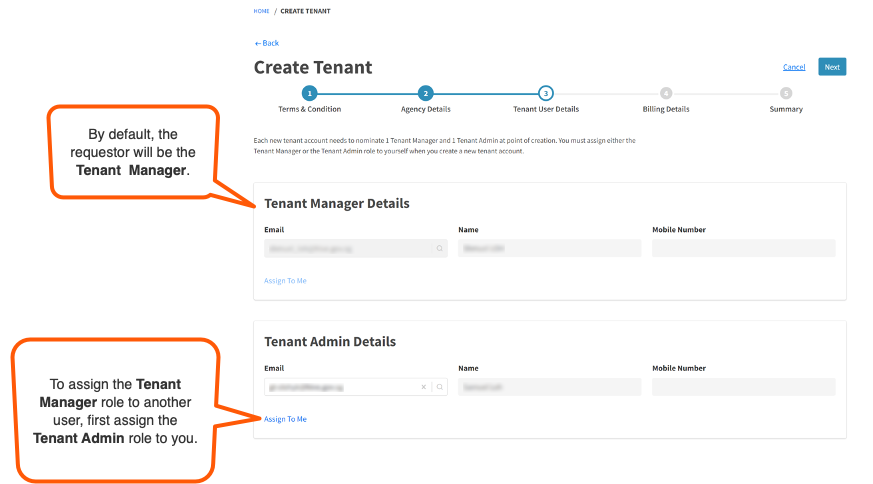 HOME / CREATE TENANT
← Back
Create Tenant
Cancel
Next
1
2
3
4
5
Terms & Condition
Agency Details
Tenant User Details
Billing Details
Summary
By default, the
requestor will be the
Tenant Manager.
Each new tenant account needs to nominate 1 Tenant Manager and 1 Tenant Admin at point of creation. You must assign either the
Tenant Manager or the Tenant Admin role to yourself when you create a new tenant account.
Tenant Manager Details
Email
Name
Mobile Number
Assign To Me
Tenant Admin Details
Email
Name
Mobile Number
Assign To Me
To assign the Tenant
Manager role to another
user, first assign the
Tenant Admin role to you.